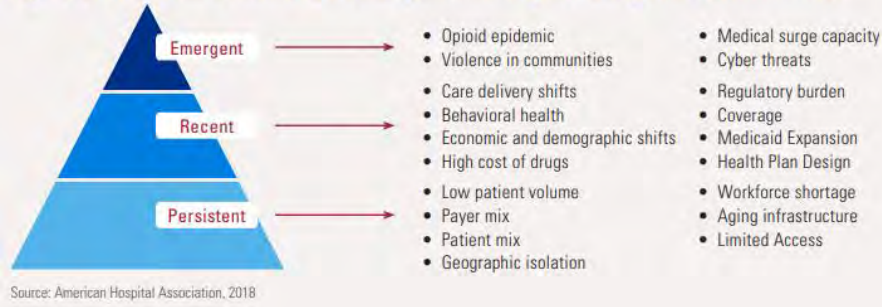 Emergent
• Opioid epidemic
• Violence in communities
• Medical surge capacity
• Cyber threats
Recent
• Care delivery shifts
• Behavioral health
• Economic and demographic shifts
• High cost of drugs
• Regulatory burden
• Coverage
• Medicaid Expansion
• Health Plan Design
Persistent
• Low patient volume
• Payer mix
• Patient mix
• Geographic isolation
• Workforce shortage
• Aging infrastructure
• Limited Access
Source: American Hospital Association, 2018